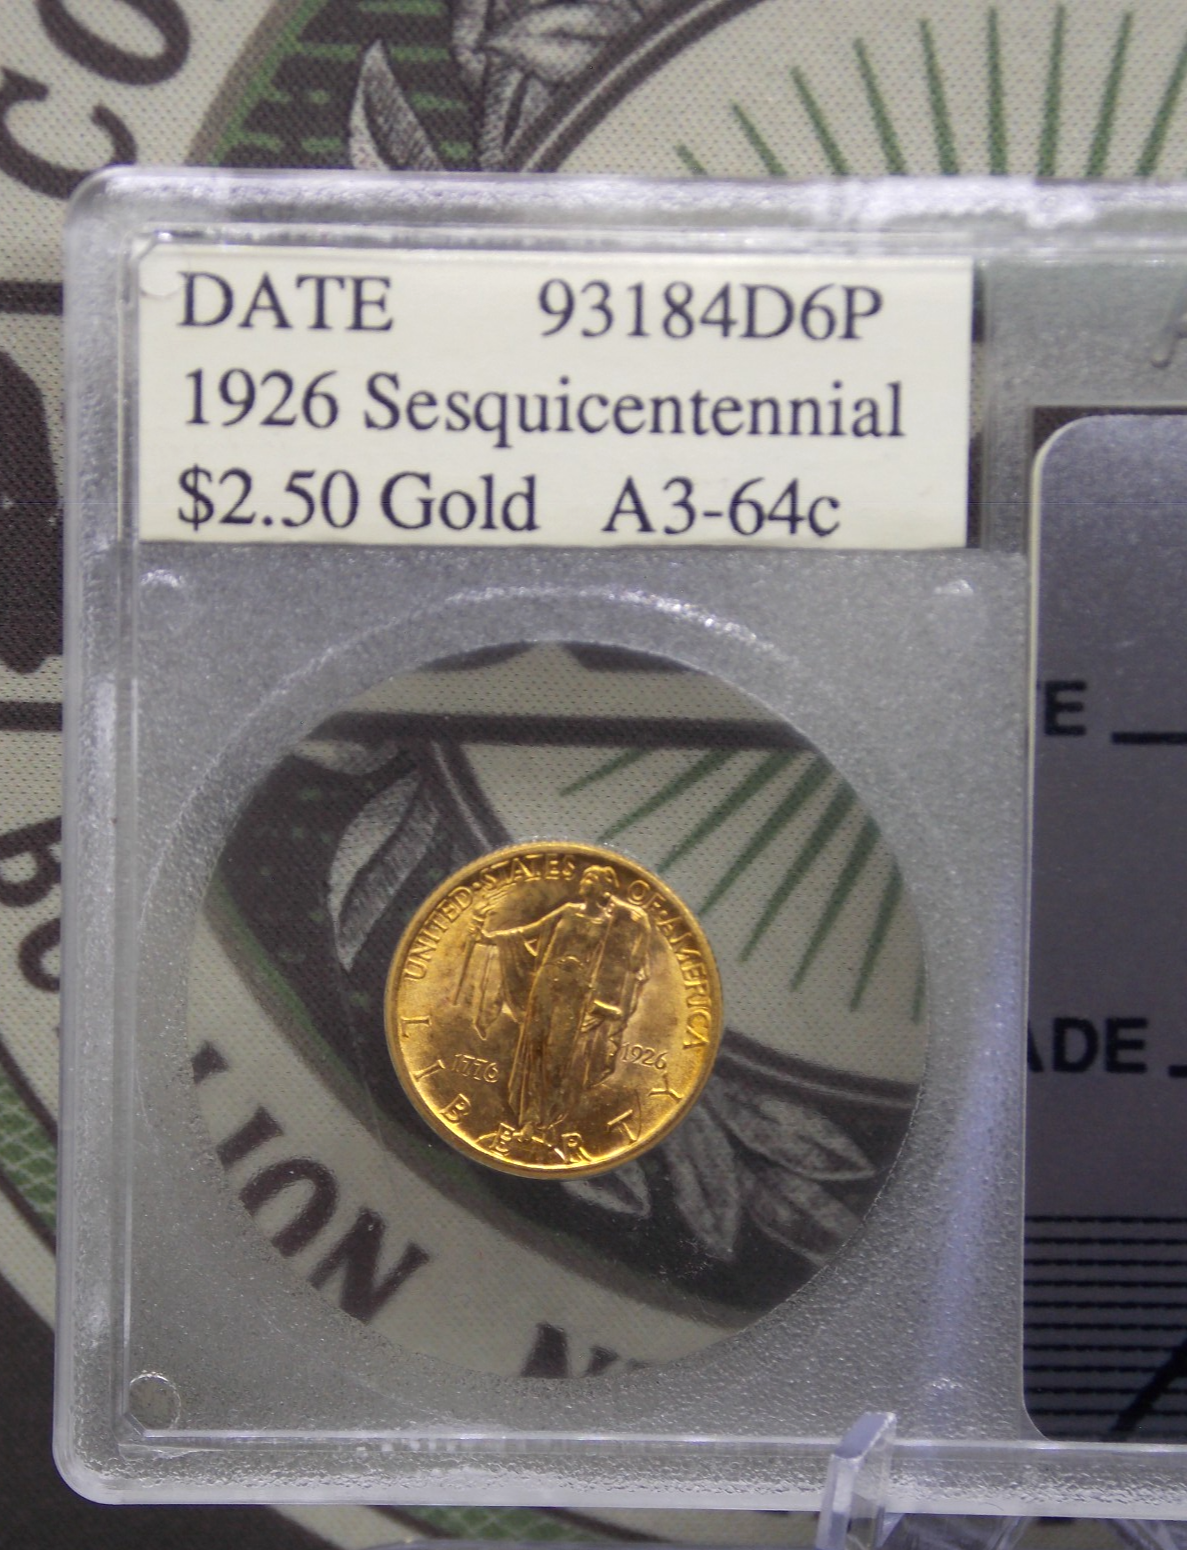 DATE 93184D6P
1926 Sesquicentennial
$2.50 Gold A3-64c
UNITED·STATES OF·AMERICA
1776 1926
LIBERTY